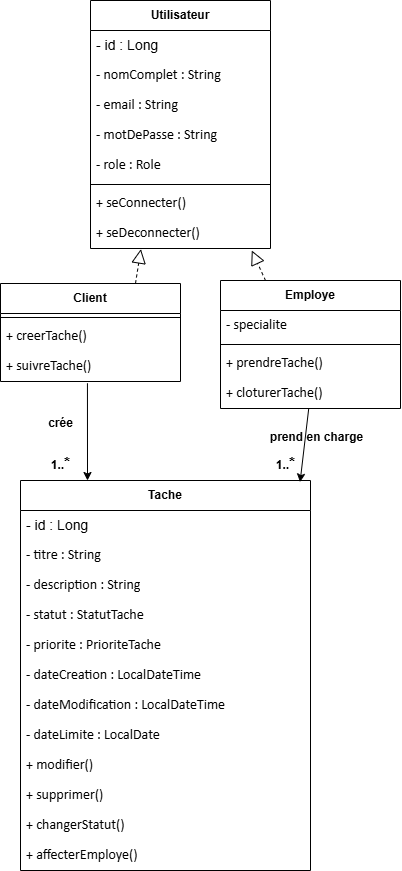 Utilisateur
- id : Long
- nomComplet : String
- email : String
- motDePasse : String
- role : Role
+ seConnecter()
+ seDeconnecter()
Client
+ creerTache()
+ suivreTache()
Employe
- specialite
+ prendreTache()
+ cloturerTache()
crée
1..*
prend en charge
1..*
Tache
- id : Long
- titre : String
- description : String
- statut : StatutTache
- priorite : PrioriteTache
- dateCreation : LocalDateTime
- dateModification : LocalDateTime
- dateLimite : LocalDate
+ modifier()
+ supprimer()
+ changerStatut()
+ affecterEmploye()